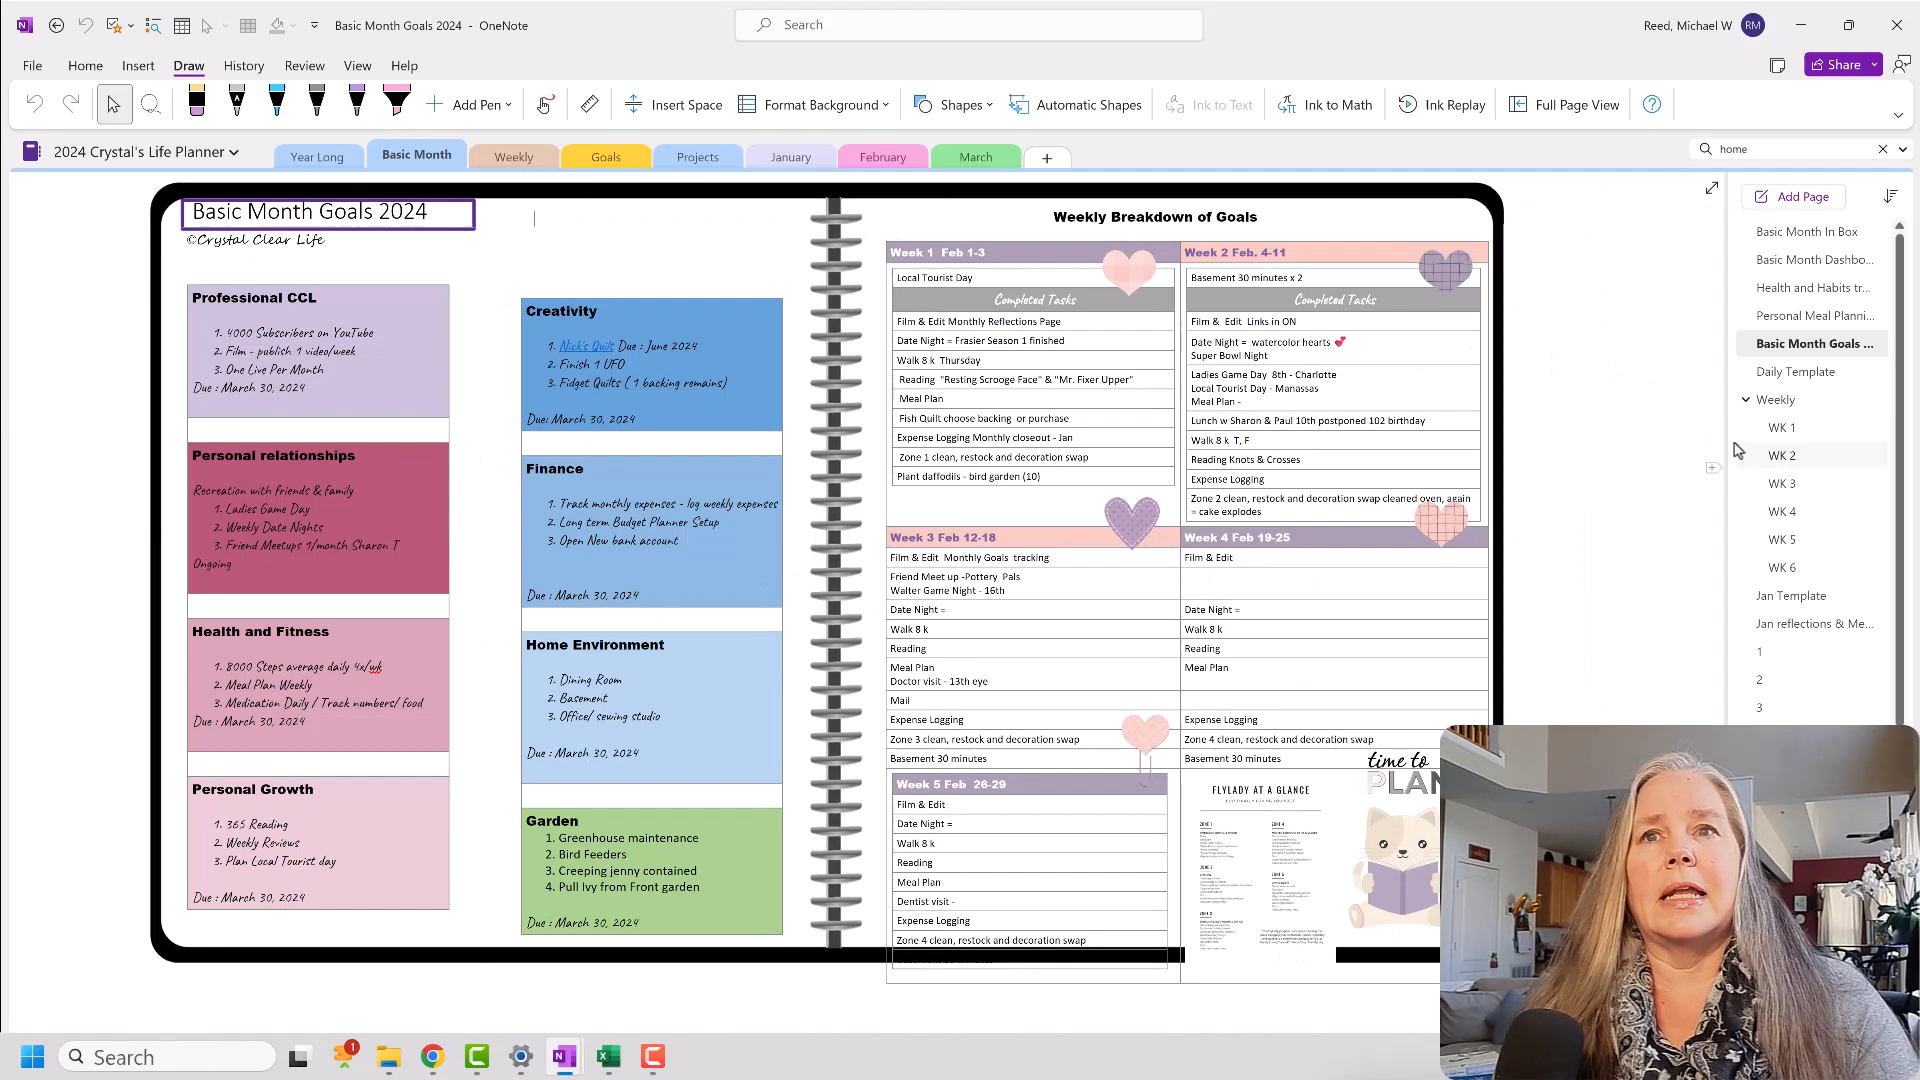 Basic Month Goals 2024 - OneNote
Search
Reed, Michael W
RM
File
Home
Insert
Draw
History
Review
View
Help
Share
Add Pen
Insert Space
Format Background
Shapes
Automatic Shapes
Ink to Text
Ink to Math
Ink Replay
Full Page View
2024 Crystal's Life Planner
Year Long
Basic Month
Weekly
Goals
Projects
January
February
March
home
Basic Month Goals 2024
©Crystal Clear Life
Professional CCL
1. 4000 Subscribers on YouTube
2. Film - publish 1 video/week
3. One Live Per Month
Due : March 30, 2024
Personal relationships
Recreation with friends & family
1. Ladies Game Day
2. Weekly Date Nights
3. Friend Meetups 1/month Sharon T
Ongoing
Health and Fitness
1. 8000 Steps average daily 4x/wk
2. Meal Plan Weekly
3. Medication Daily / Track numbers/ food
Due : March 30, 2024
Personal Growth
1. 365 Reading
2. Weekly Reviews
3. Plan Local Tourist day
Due : March 30, 2024
Creativity
1. Nick's Quilt Due : June 2024
2. Finish 1 UFO
3. Fidget Quilts ( 1 backing remains)
Due: March 30, 2024
Finance
1. Track monthly expenses - log weekly expenses
2. Long term Budget Planner Setup
3. Open New bank account
Due : March 30, 2024
Home Environment
1. Dining Room
2. Basement
3. Office/ sewing studio
Due : March 30, 2024
Garden
1. Greenhouse maintenance
2. Bird Feeders
3. Creeping jenny contained
4. Pull Ivy from Front garden
Due : March 30, 2024
Weekly Breakdown of Goals
Week 1 Feb 1-3
Local Tourist Day
Completed Tasks
Film & Edit Monthly Reflections Page
Date Night = Frasier Season 1 finished
Walk 8 k Thursday
Reading "Resting Scrooge Face" & "Mr. Fixer Upper"
Meal Plan
Fish Quilt choose backing or purchase
Expense Logging Monthly closeout - Jan
Zone 1 clean, restock and decoration swap
Plant daffodils - bird garden (10)
Week 2 Feb. 4-11
Basement 30 minutes x 2
Completed Tasks
Film & Edit Links in ON
Date Night = watercolor hearts 💕
Super Bowl Night
Ladies Game Day 8th - Charlotte
Local Tourist Day - Manassas
Meal Plan -
Lunch w Sharon & Paul 10th postponed 102 birthday
Walk 8 k T, F
Reading Knots & Crosses
Expense Logging
Zone 2 clean, restock and decoration swap cleaned oven, again
= cake explodes
Week 3 Feb 12-18
Film & Edit Monthly Goals tracking
Friend Meet up -Pottery Pals
Walter Game Night - 16th
Date Night =
Walk 8 k
Reading
Meal Plan
Doctor visit - 13th eye
Mail
Expense Logging
Zone 3 clean, restock and decoration swap
Basement 30 minutes
Week 4 Feb 19-25
Film & Edit
Date Night =
Walk 8 k
Reading
Meal Plan
Expense Logging
Zone 4 clean, restock and decoration swap
Basement 30 minutes
Week 5 Feb 26-29
Film & Edit
Date Night =
Walk 8 k
Reading
Meal Plan
Dentist visit -
Expense Logging
Zone 4 clean, restock and decoration swap
FLYLADY AT A GLANCE
ZONE 1
ZONE 2
ZONE 3
ZONE 4
ZONE 5
time to
PLAN
Add Page
Basic Month In Box
Basic Month Dashbo...
Health and Habits tr...
Personal Meal Planni...
Basic Month Goals ...
Daily Template
Weekly
WK 1
WK 2
WK 3
WK 4
WK 5
WK 6
Jan Template
Jan reflections & Me...
1
2
3
Search
1